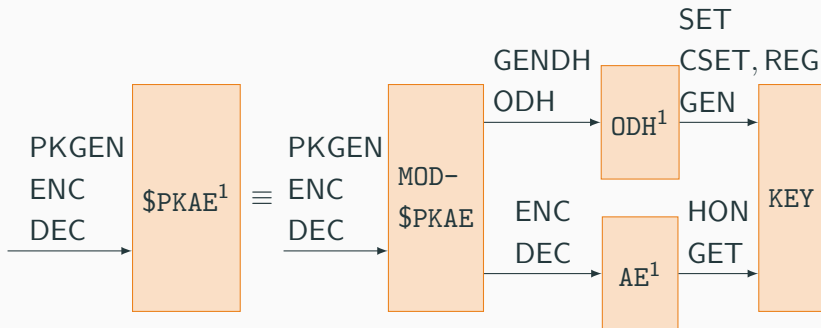 PKGEN
ENC
DEC
$PKAE¹
≡
PKGEN
ENC
DEC
MOD-
$PKAE
GENDH
ODH
ODH¹
SET
CSET, REG
GEN
ENC
DEC
AE¹
HON
GET
KEY